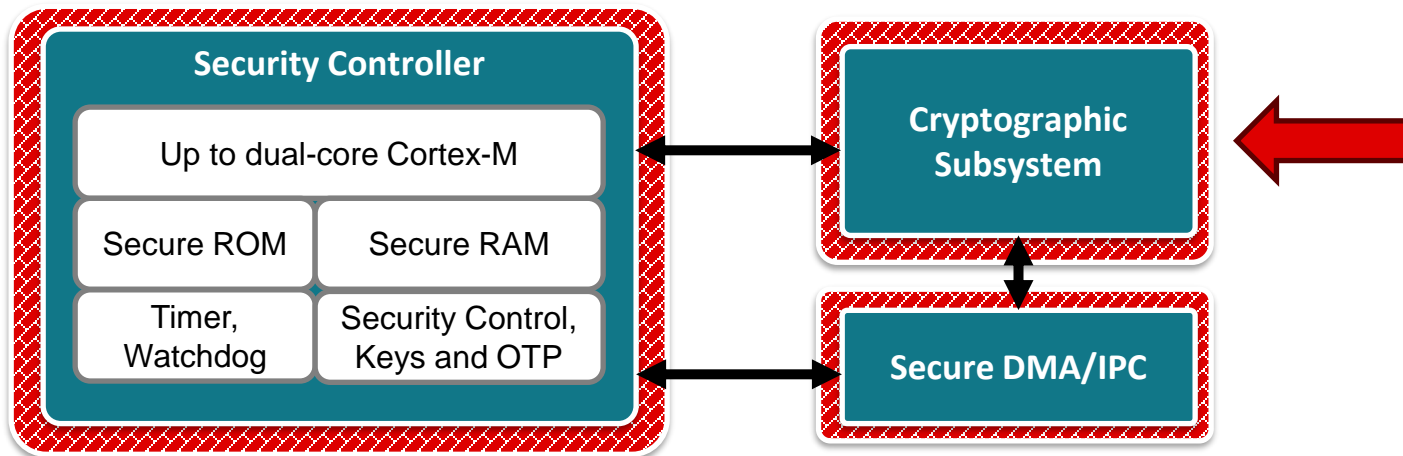 Security Controller
Up to dual-core Cortex-M
Secure ROM
Secure RAM
Timer,
Watchdog
Security Control,
Keys and OTP
Cryptographic
Subsystem
Secure DMA/IPC